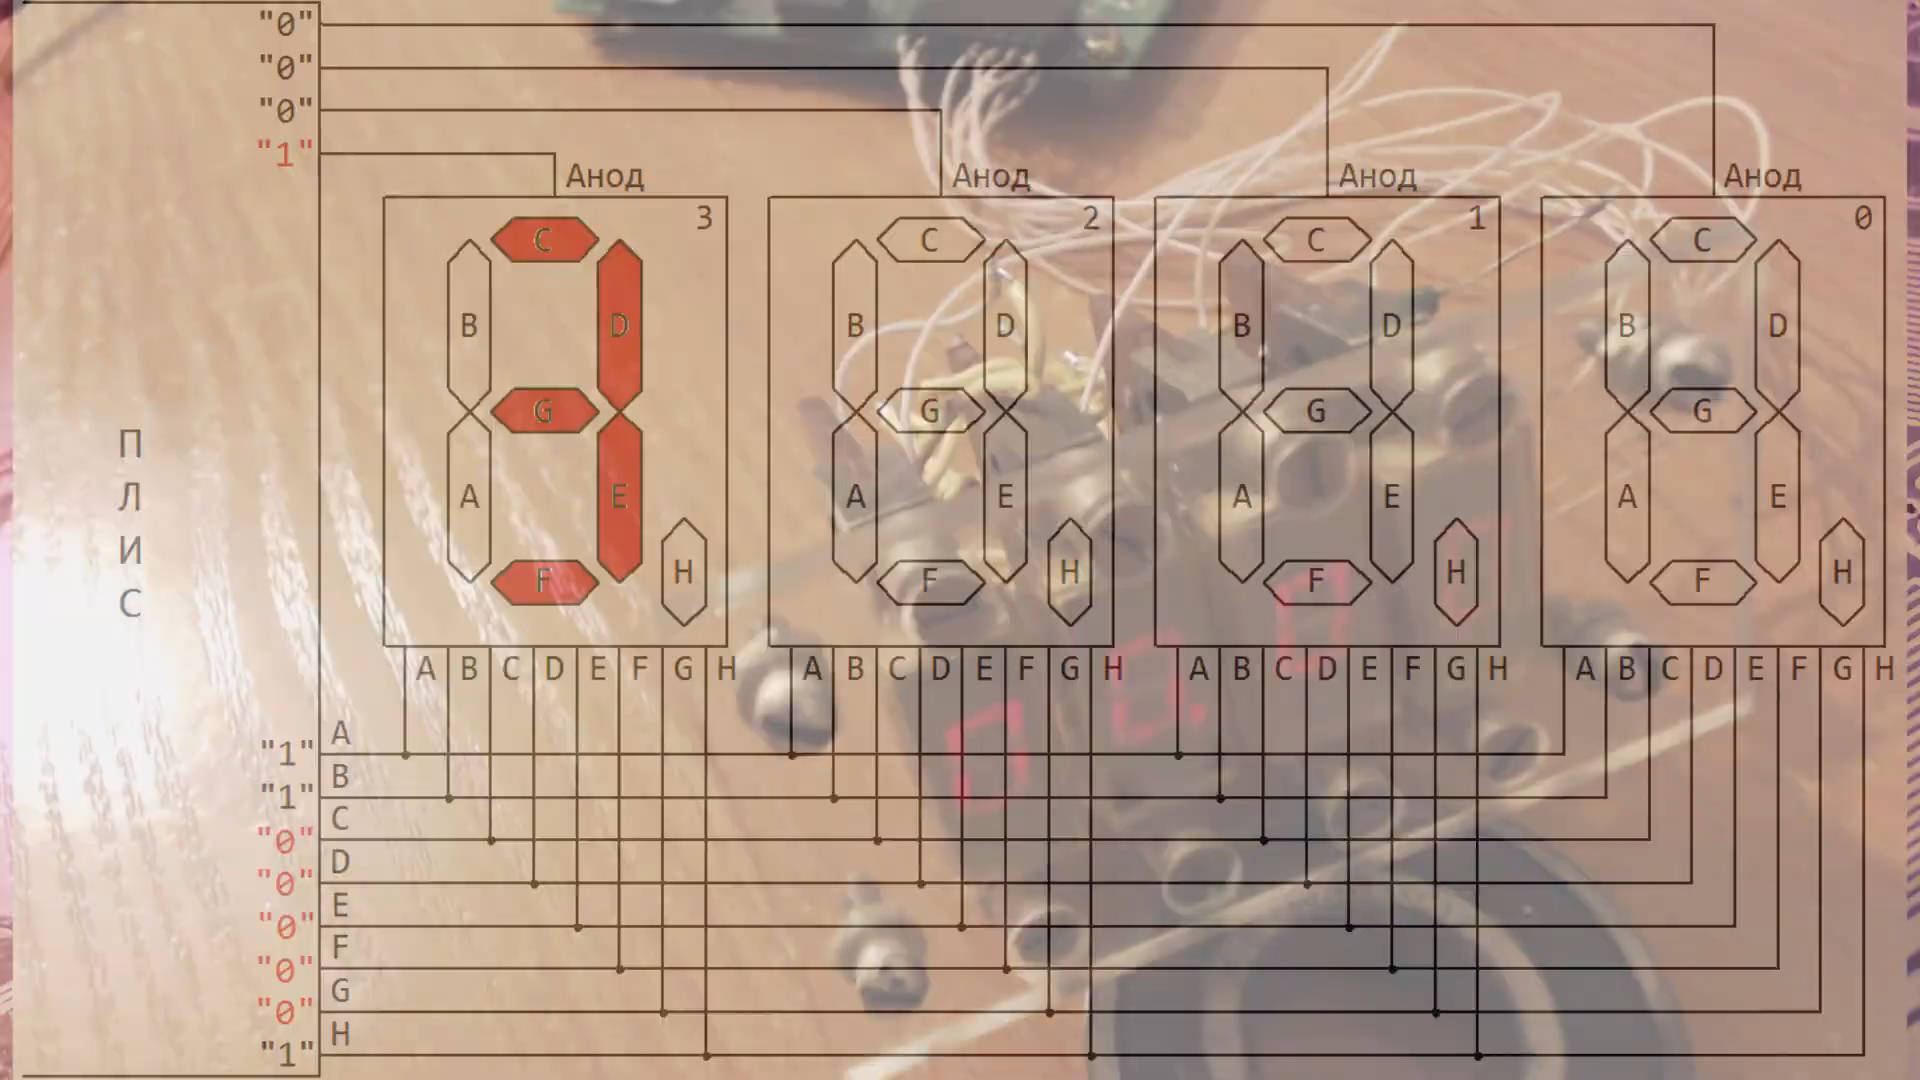 "0"
"0"
"0"
"1"
Анод Анод Анод Анод
3 2 1 0
C C C C
B D B D B D B D
G G G G
A E A E A E A E
H H H H
F F F F
ПЛИС
A B C D E F G H A B C D E F G H A B C D E F G H A B C D E F G H
A
"1"
B
"1"
C
"0"
D
"0"
E
"0"
F
"0"
G
"0"
H
"1"